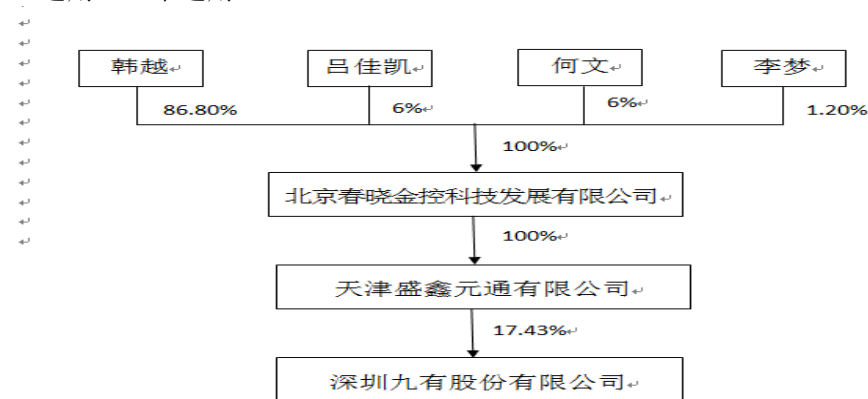 韩越
吕佳凯
何文
李梦
86.80%
6%
6%
1.20%
100%
北京春晓金控科技发展有限公司
100%
天津盛鑫元通有限公司
17.43%
深圳九有股份有限公司